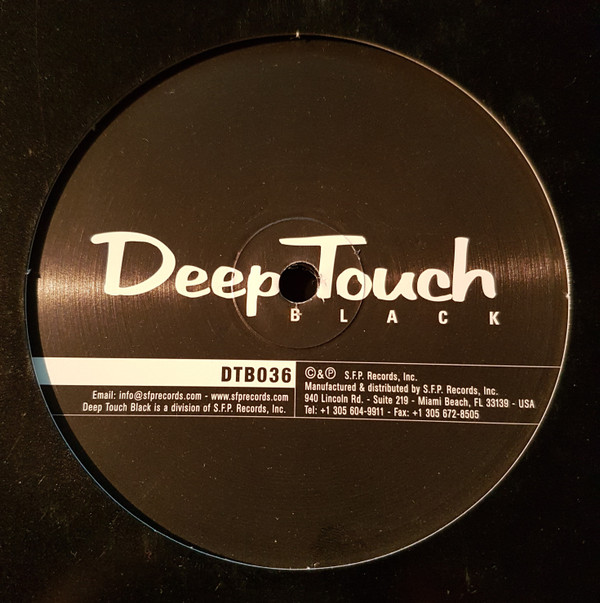 Deep Touch
BLACK
DTB036
Email: info@sfprecords.com - www.sfprecords.com
Deep Touch Black is a division of S.F.P. Records, Inc.
©&℗ S.F.P. Records, Inc.
Manufactured & distributed by S.F.P. Records, Inc.
940 Lincoln Rd. - Suite 219 - Miami Beach, FL 33139 - USA
Tel: +1 305 604-9911 - Fax: +1 305 672-8505